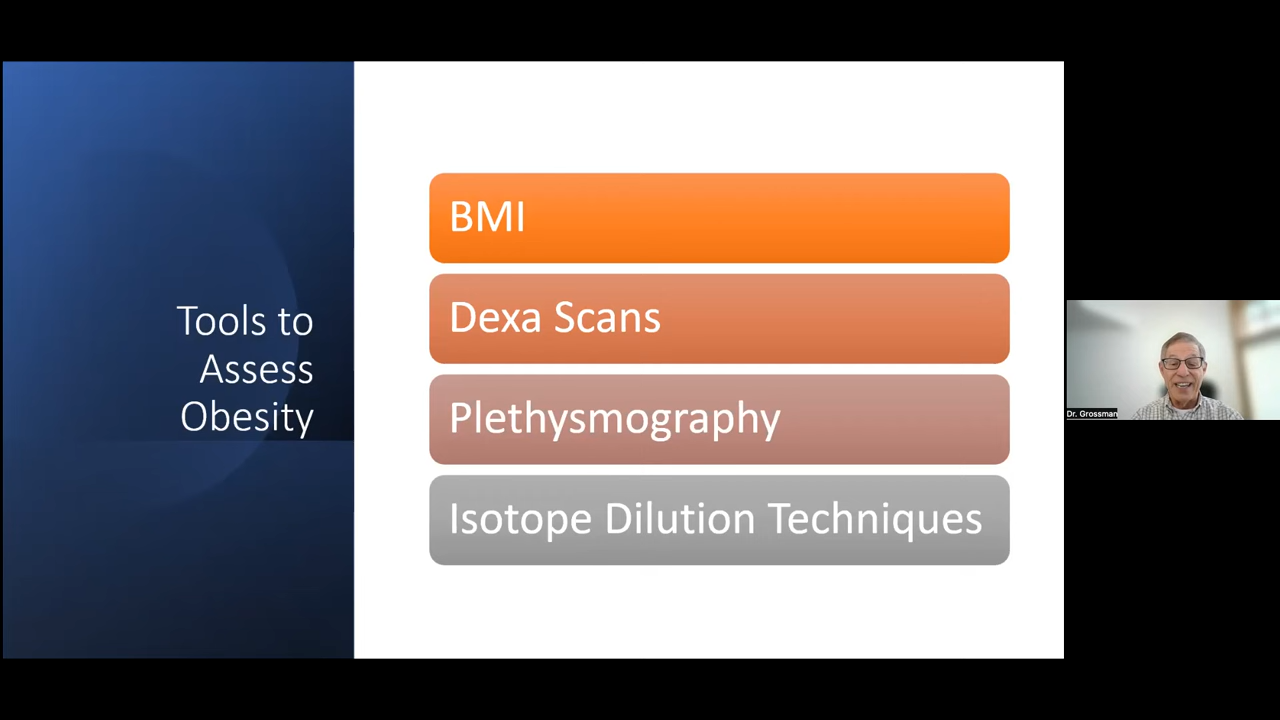 Tools to
Assess
Obesity
BMI
Dexa Scans
Plethysmography
Isotope Dilution Techniques
Dr. Grossman